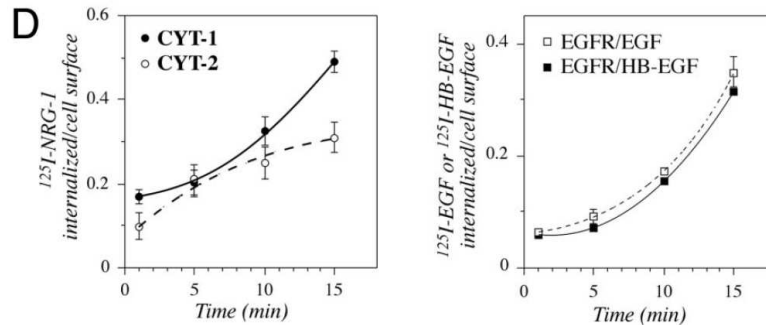 D
0.6
0.4
0.2
0
0
5
10
15
Time (min)
¹²⁵I-NRG-1
internalized/cell surface
CYT-1
CYT-2
0.4
0.2
0
0
5
10
15
Time (min)
¹²⁵I-EGF or ¹²⁵I-HB-EGF
internalized/cell surface
EGFR/EGF
EGFR/HB-EGF